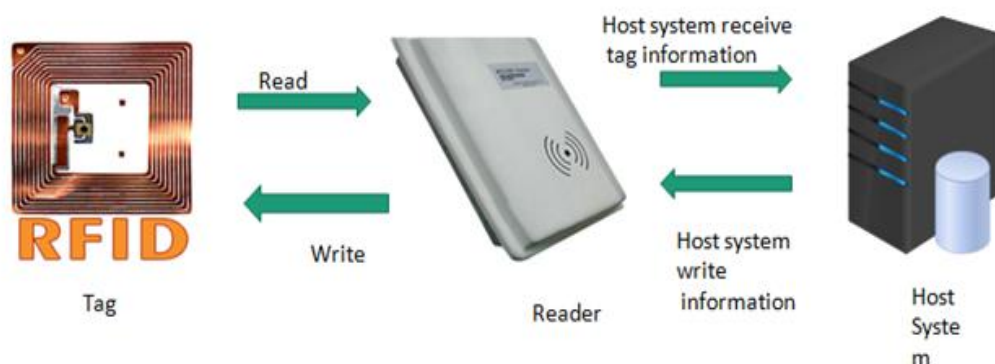 Host system receive
tag information
Read
RFID
Write
Host system
write
information
Tag
Reader
Host
Syste
m